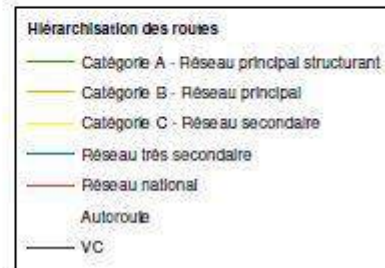 Hiérarchisation des routes
Catégorie A - Réseau principal structurant
Catégorie B - Réseau principal
Catégorie C - Réseau secondaire
Réseau très secondaire
Réseau national
Autoroute
VC